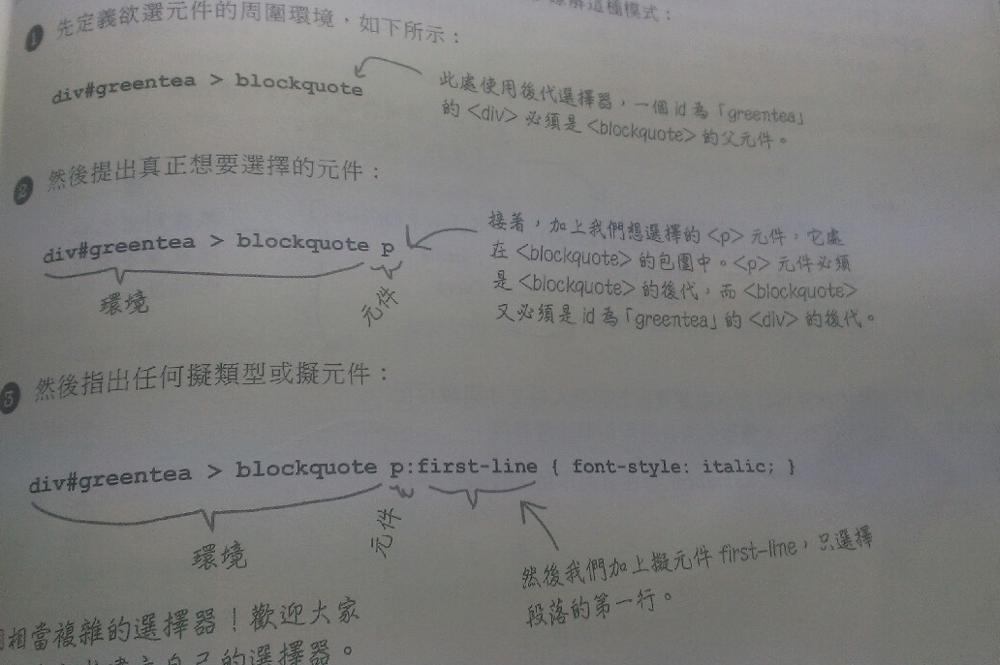 解這種模式：
1 先定義欲選元件的周圍環境，如下所示：
div#greentea > blockquote
此處使用後代選擇器，一個 id 為「greentea」
的 <div> 必須是 <blockquote> 的父元件。
2 然後提出真正想要選擇的元件：
div#greentea > blockquote p
環境
元件
接著，加上我們想選擇的 <p> 元件，它處
在 <blockquote> 的包圍中。<p> 元件必須
是 <blockquote> 的後代，而 <blockquote>
又必須是 id 為「greentea」的 <div> 的後代。
3 然後指出任何擬類型或擬元件：
div#greentea > blockquote p:first-line { font-style: italic; }
環境
元件
然後我們加上擬元件 first-line，只選擇
段落的第一行。
相當複雜的選擇器！歡迎大家
自己的選擇器。